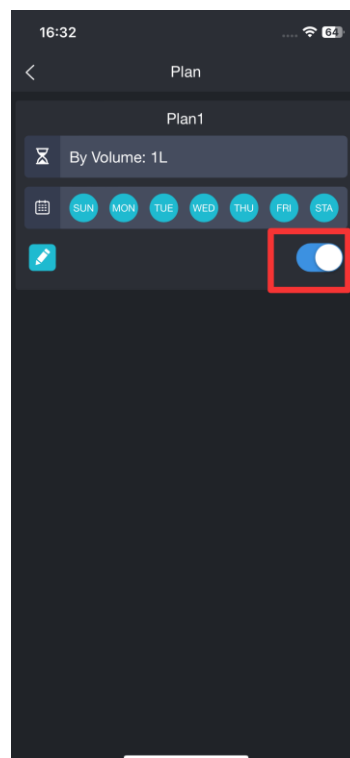 16:32
64
Plan
Plan1
By Volume: 1L
SUN MON TUE WED THU FRI STA